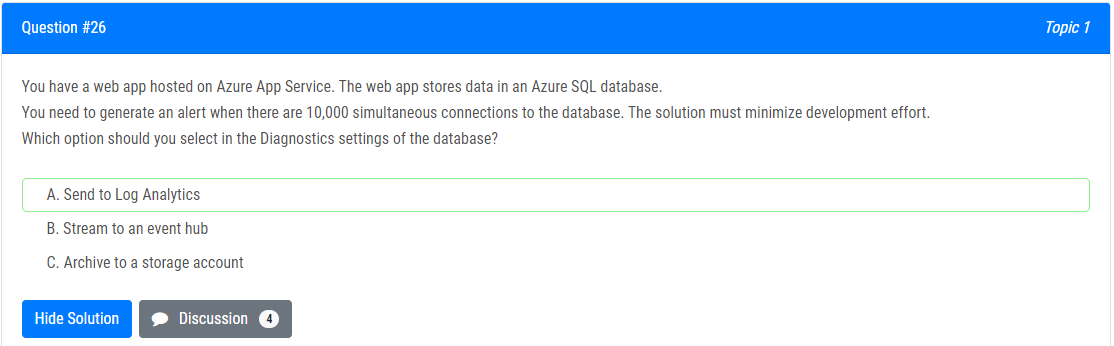 Question #26
Topic 1
You have a web app hosted on Azure App Service. The web app stores data in an Azure SQL database.
You need to generate an alert when there are 10,000 simultaneous connections to the database. The solution must minimize development effort.
Which option should you select in the Diagnostics settings of the database?
A. Send to Log Analytics
B. Stream to an event hub
C. Archive to a storage account
Hide Solution
Discussion 4